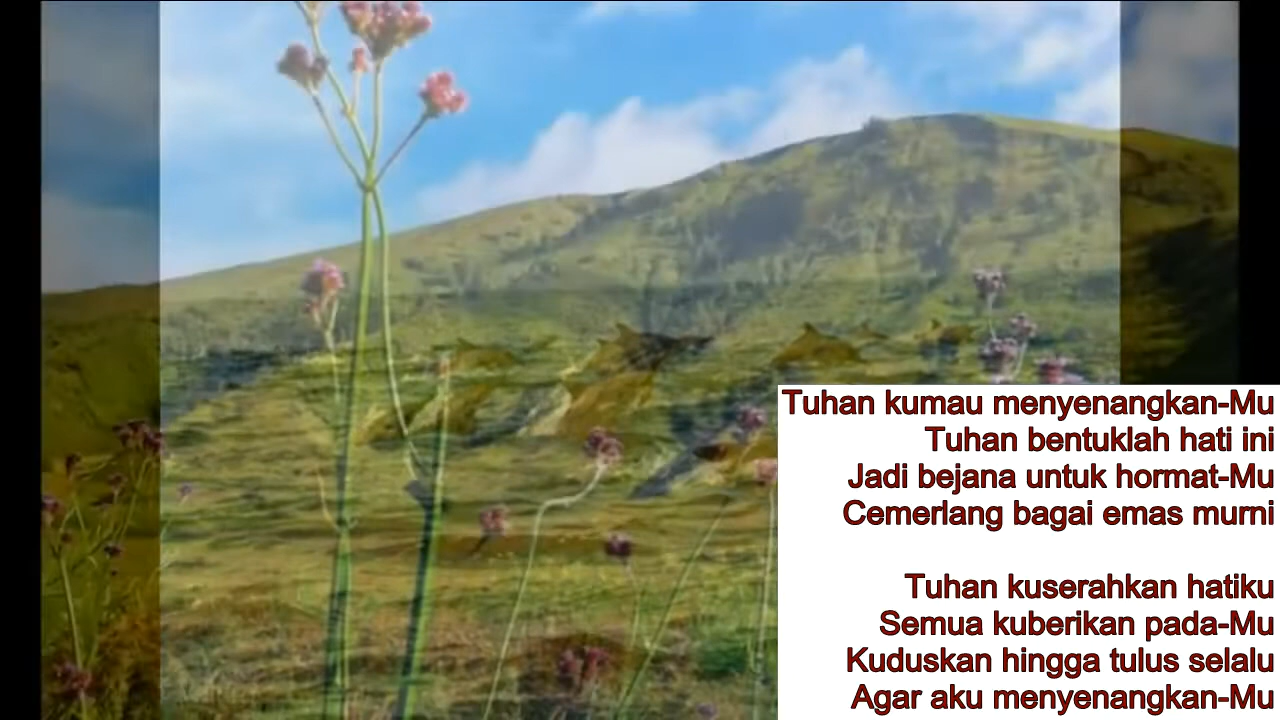 Tuhan kumau menyenangkan-Mu
Tuhan bentuklah hati ini
Jadi bejana untuk hormat-Mu
Cemerlang bagai emas murni
Tuhan kuserahkan hatiku
Semua kuberikan pada-Mu
Kuduskan hingga tulus selalu
Agar aku menyenangkan-Mu